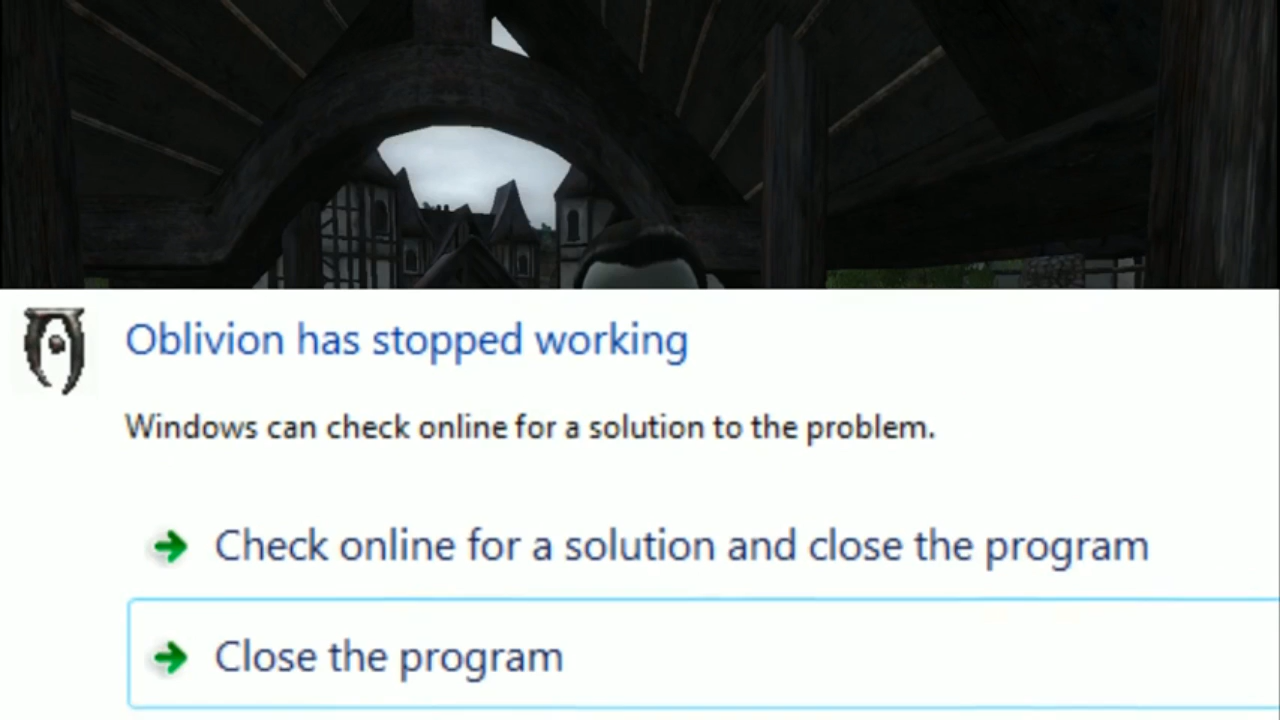 Oblivion has stopped working
Windows can check online for a solution to the problem.
Check online for a solution and close the program
Close the program